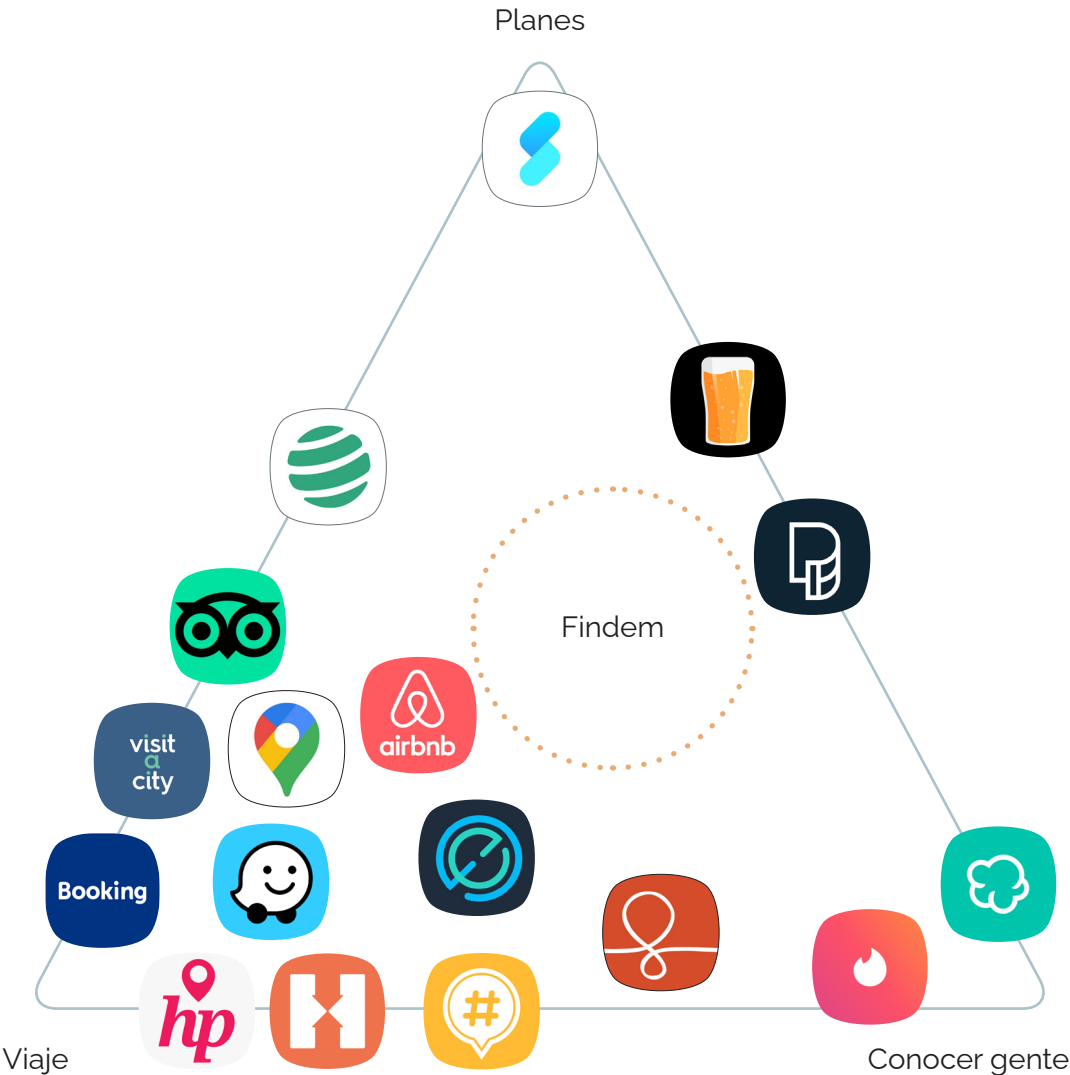 Planes
Findem
airbnb
visit
a
city
Booking
hp
#
Viaje
Conocer gente